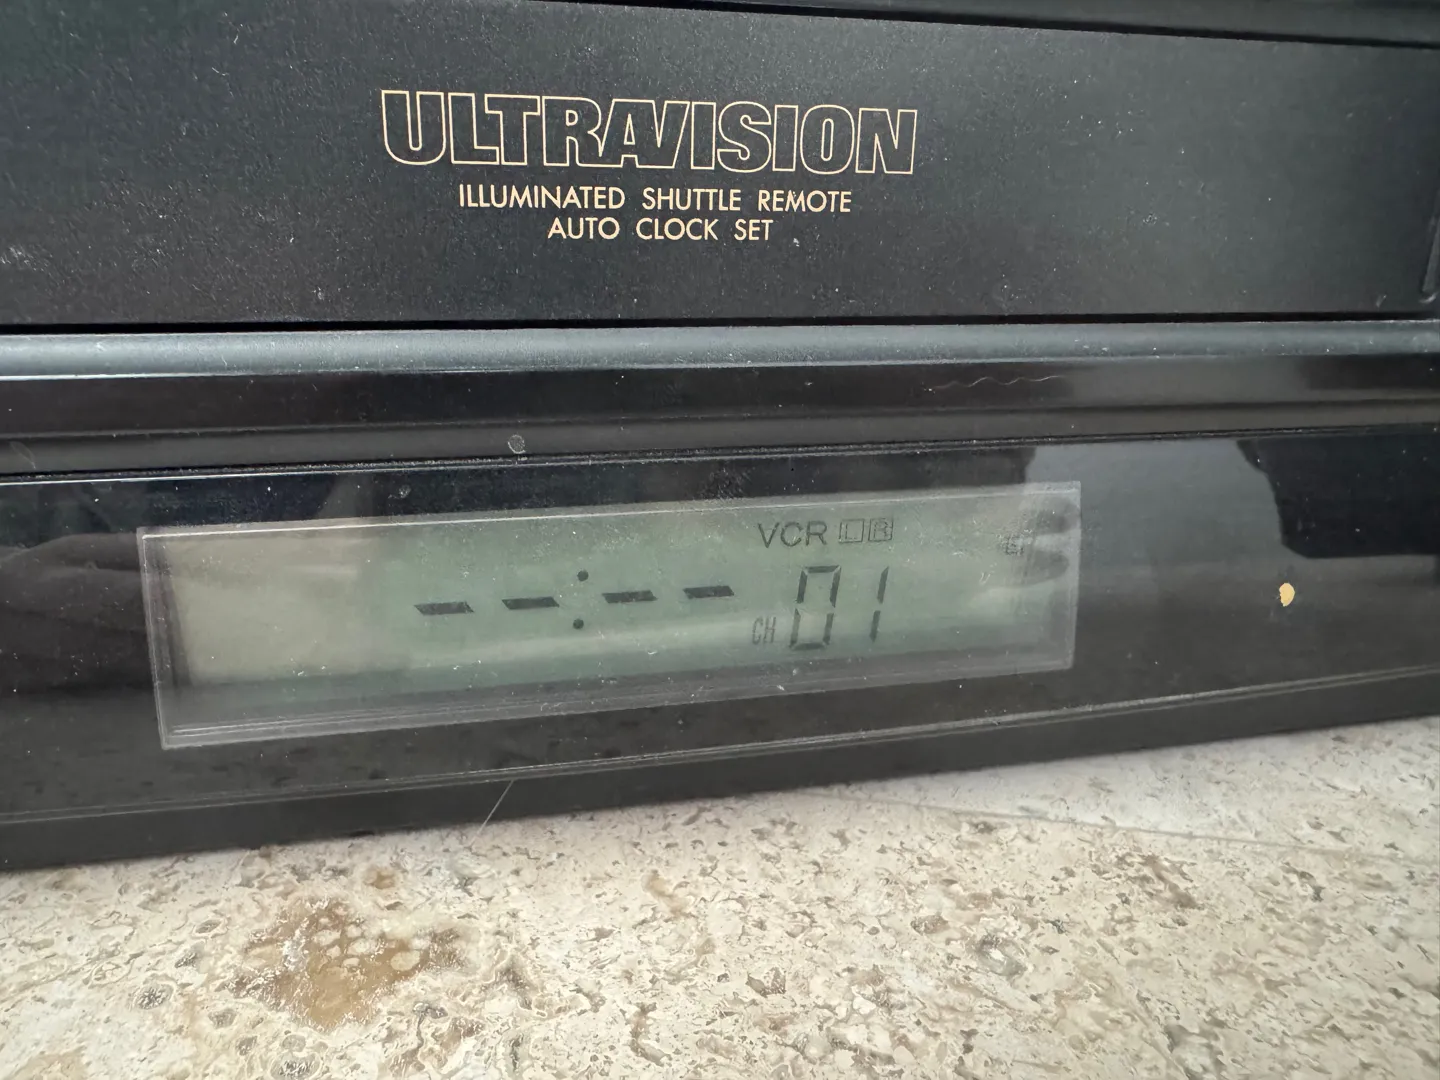 ULTRAVISION
ILLUMINATED SHUTTLE REMOTE
AUTO CLOCK SET
VCR L R
--:-- CH 01